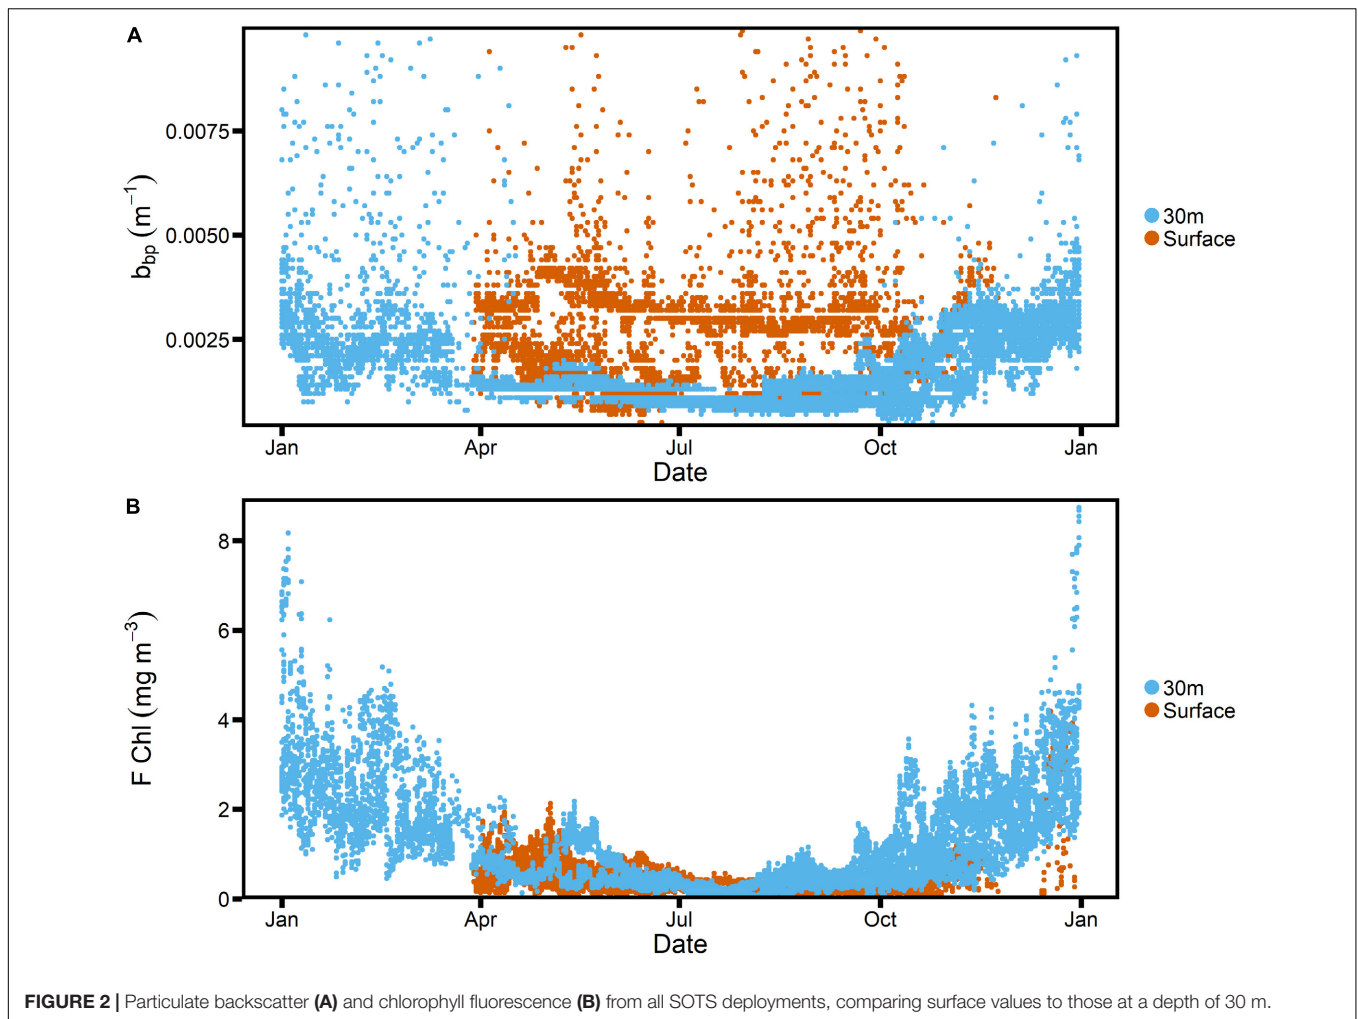 A
0.0075
0.0050
0.0025
b_bp (m⁻¹)
Jan Apr Jul Oct Jan
Date
30m
Surface
B
8
6
4
2
0
F Chl (mg m⁻³)
Jan Apr Jul Oct Jan
Date
30m
Surface
FIGURE 2 | Particulate backscatter (A) and chlorophyll fluorescence (B) from all SOTS deployments, comparing surface values to those at a depth of 30 m.